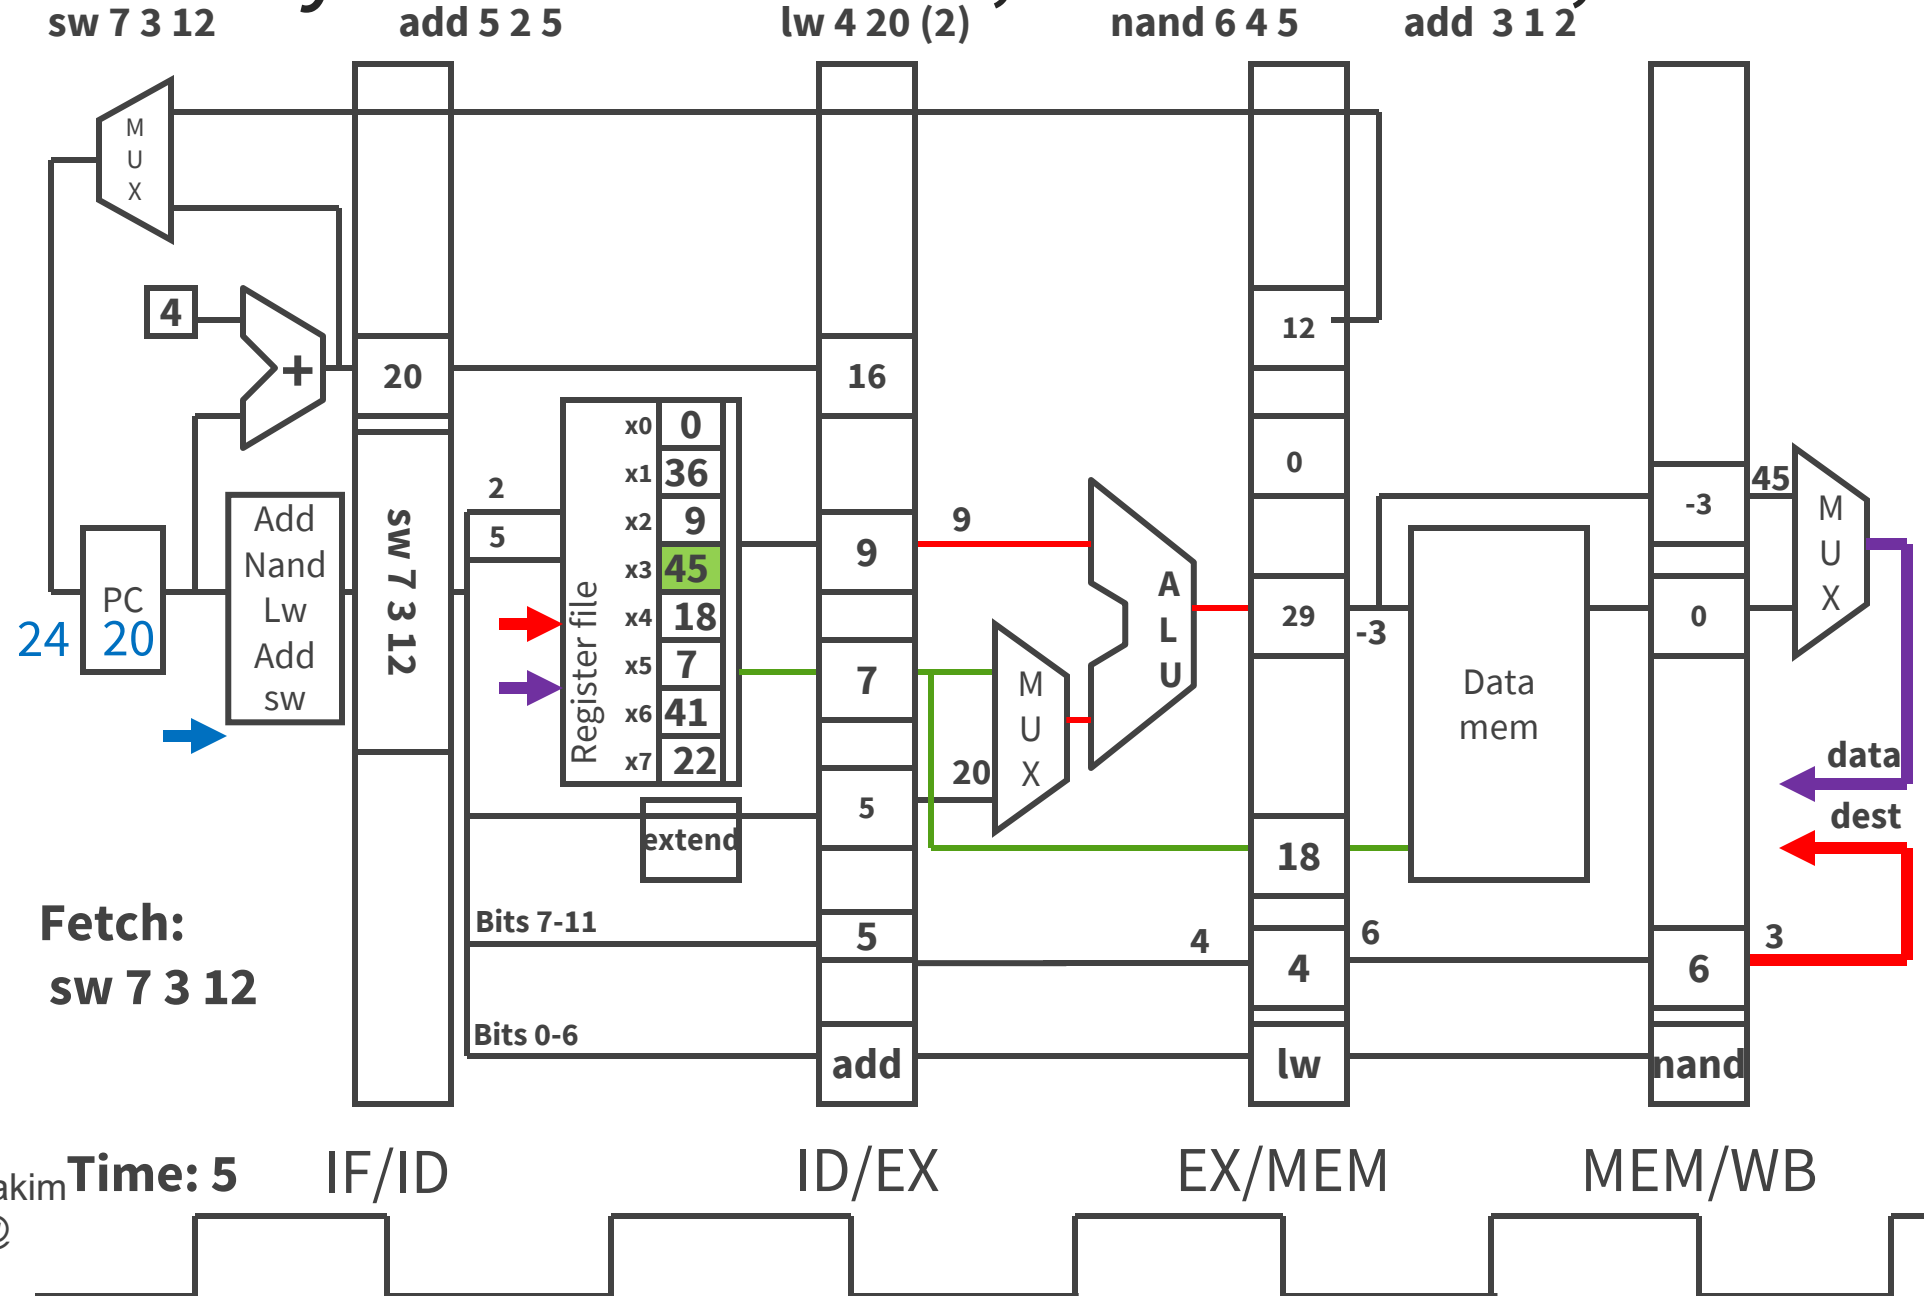 sw 7 3 12
add 5 2 5
lw 4 20 (2)
nand 6 4 5
add 3 1 2
M
U
X
4
+
20
16
12
0
Add
Nand
Lw
Add
sw
PC
24
20
sw 7 3 12
2
5
Register file
x0 0
x1 36
x2 9
x3 45
x4 18
x5 7
x6 41
x7 22
extend
9
7
5
9
20
M
U
X
A
L
U
29
-3
18
Data
mem
-3
0
45
M
U
X
data
dest
Fetch:
sw 7 3 12
Bits 7-11
5
4
4
6
6
3
Bits 0-6
add
lw
nand
akim
@
Time: 5
IF/ID
ID/EX
EX/MEM
MEM/WB